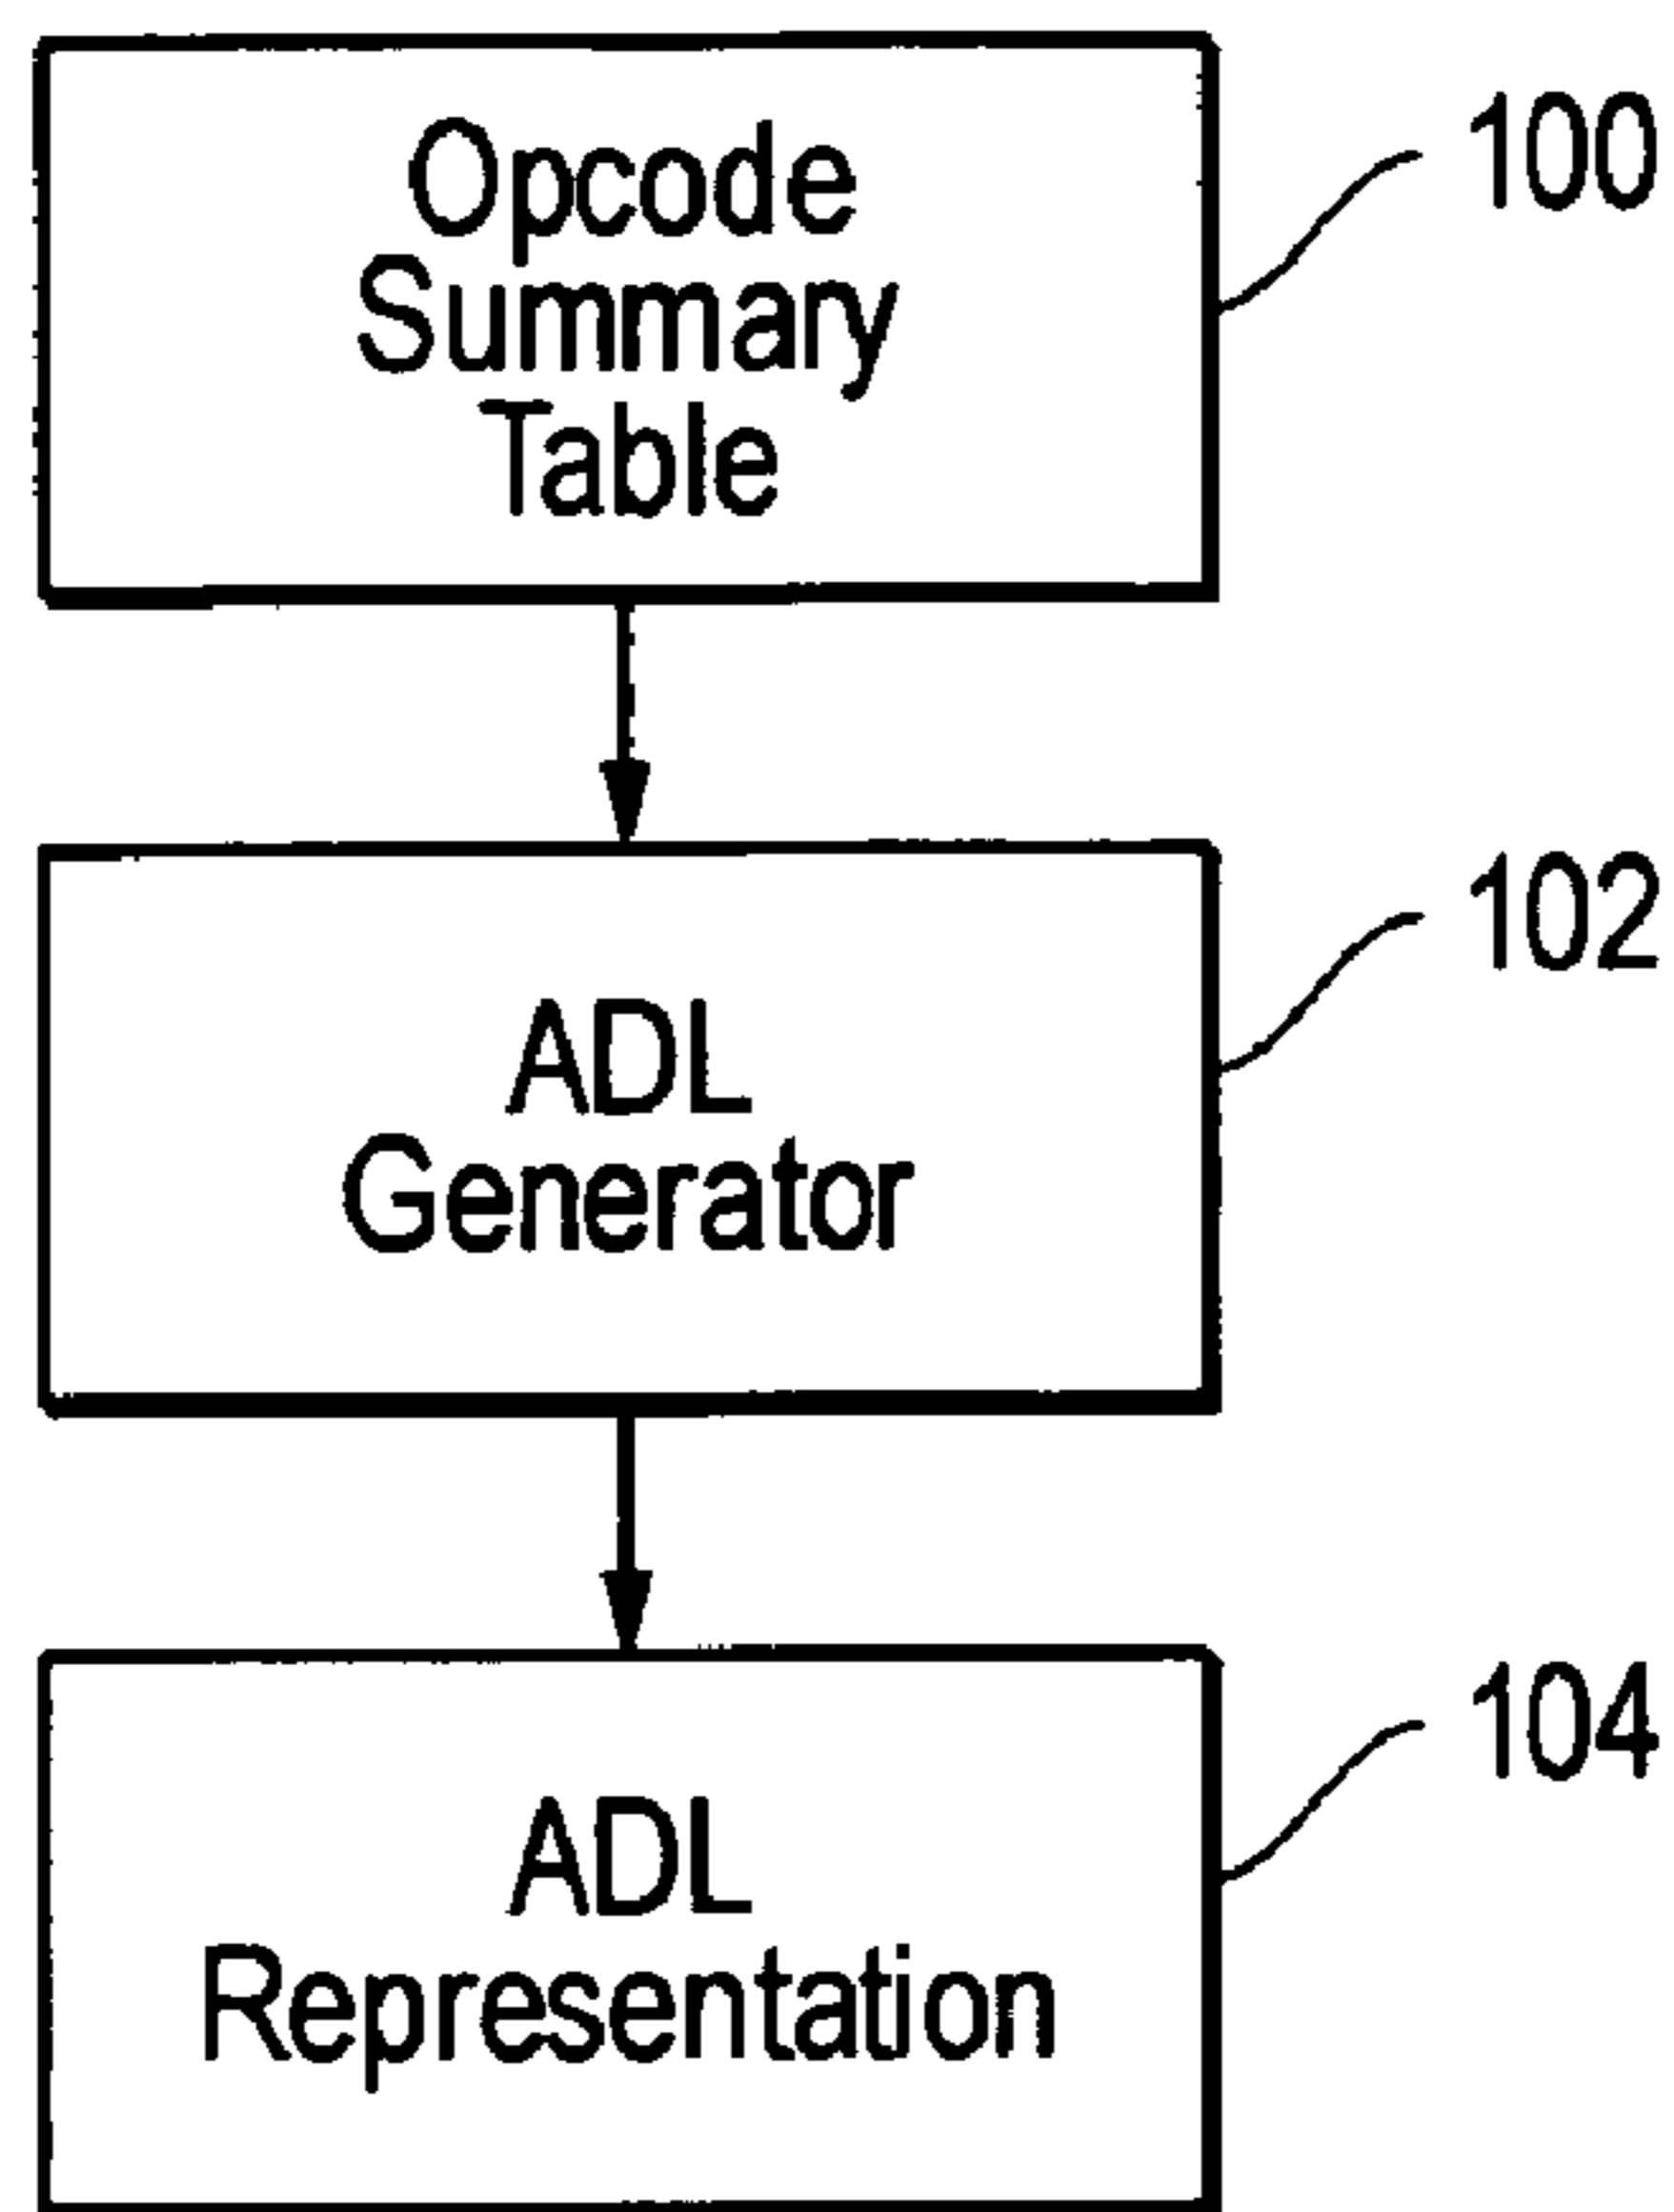 Opcode
Summary
Table
100
ADL
Generator
102
ADL
Representation
104